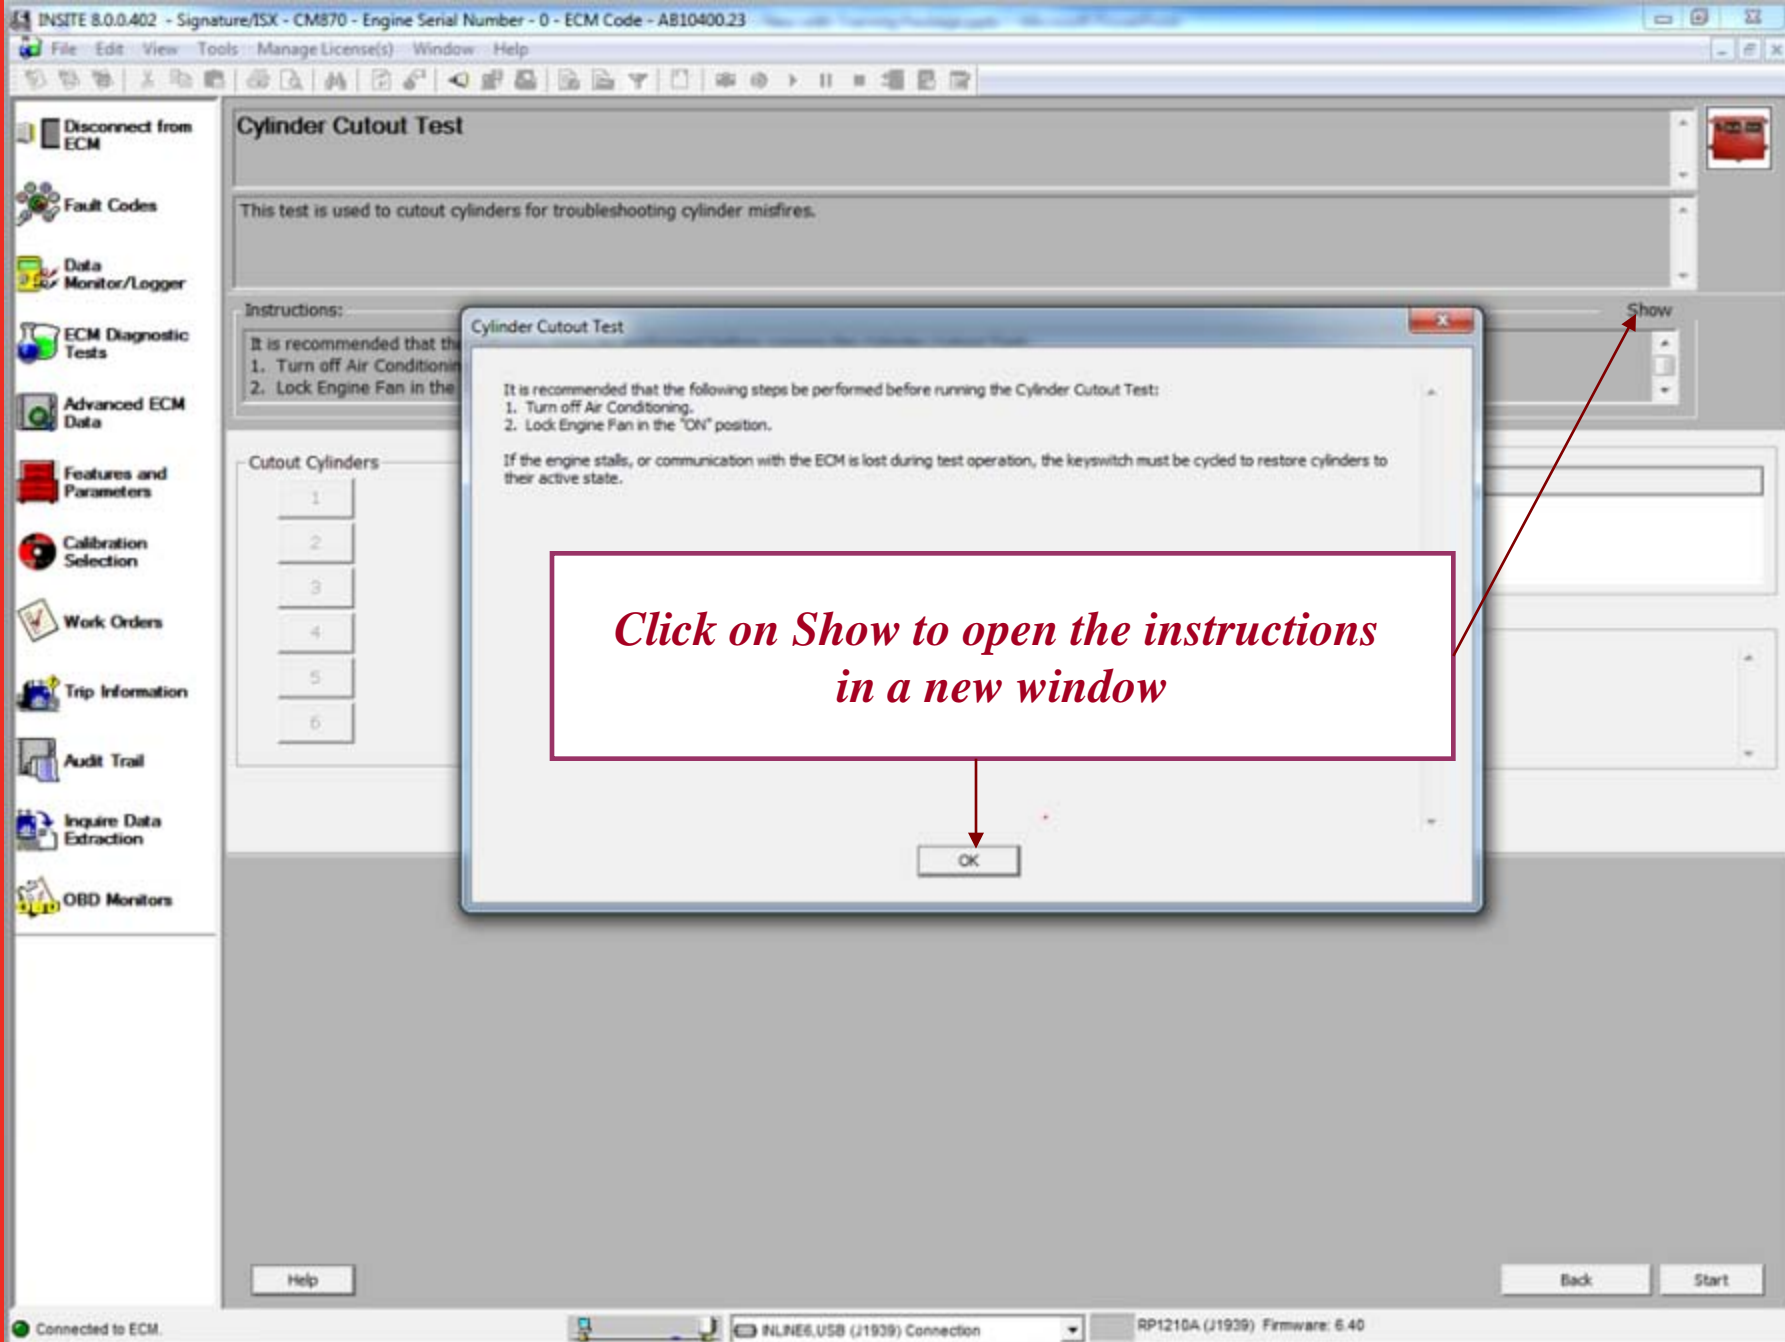 INSITE 8.0.0.402 - Signature/ISX - CM870 - Engine Serial Number - 0 - ECM Code - AB10400.23
File Edit View Tools Manage License(s) Window Help
Disconnect from
ECM
Fault Codes
Data
Monitor/Logger
ECM Diagnostic
Tests
Advanced ECM
Data
Features and
Parameters
Calibration
Selection
Work Orders
Trip Information
Audit Trail
Inquire Data
Extraction
OBD Monitors
Cylinder Cutout Test
This test is used to cutout cylinders for troubleshooting cylinder misfires.
Instructions:
Show
It is recommended that the
1. Turn off Air Conditionin
2. Lock Engine Fan in the
Cutout Cylinders
1
2
3
4
5
6
Cylinder Cutout Test
It is recommended that the following steps be performed before running the Cylinder Cutout Test:
1. Turn off Air Conditioning.
2. Lock Engine Fan in the "ON" position.
If the engine stalls, or communication with the ECM is lost during test operation, the keyswitch must be cycled to restore cylinders to
their active state.
Click on Show to open the instructions
in a new window
OK
Help
Back
Start
Connected to ECM.
INLINE6,USB (J1939) Connection
RP1210A (J1939) Firmware: 6.40